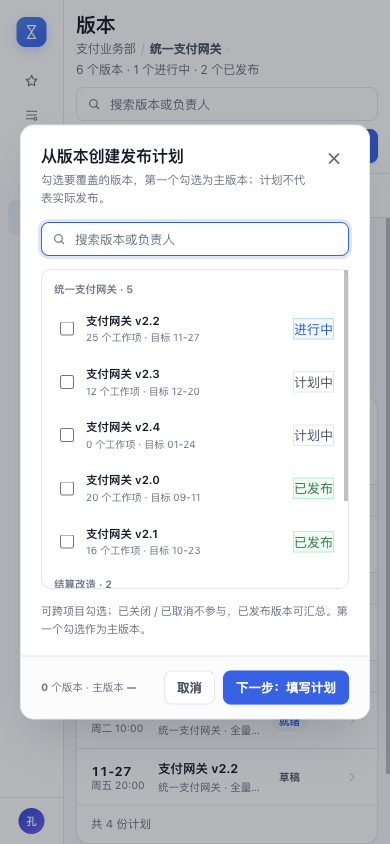 版本
支付业务部 / 统一支付网关 ·
6 个版本 · 1 个进行中 · 2 个已发布
搜索版本或负责人
从版本创建发布计划
勾选要覆盖的版本，第一个勾选为主版本；计划不代
表实际发布。
搜索版本或负责人
统一支付网关 · 5
支付网关 v2.2
进行中
25 个工作项 · 目标 11-27
支付网关 v2.3
计划中
12 个工作项 · 目标 12-20
支付网关 v2.4
计划中
0 个工作项 · 目标 01-24
支付网关 v2.0
已发布
20 个工作项 · 目标 09-11
支付网关 v2.1
已发布
16 个工作项 · 目标 10-23
结算改造 · 2
可跨项目勾选；已关闭 / 已取消不参与，已发布版本可汇总。第
一个勾选作为主版本。
0 个版本 · 主版本 —
取消
下一步：填写计划
周二 10:00
统一支付网关 · 全量...
就绪
11-27
支付网关 v2.2
草稿
周五 20:00
统一支付网关 · 全量...
共 4 份计划
孔